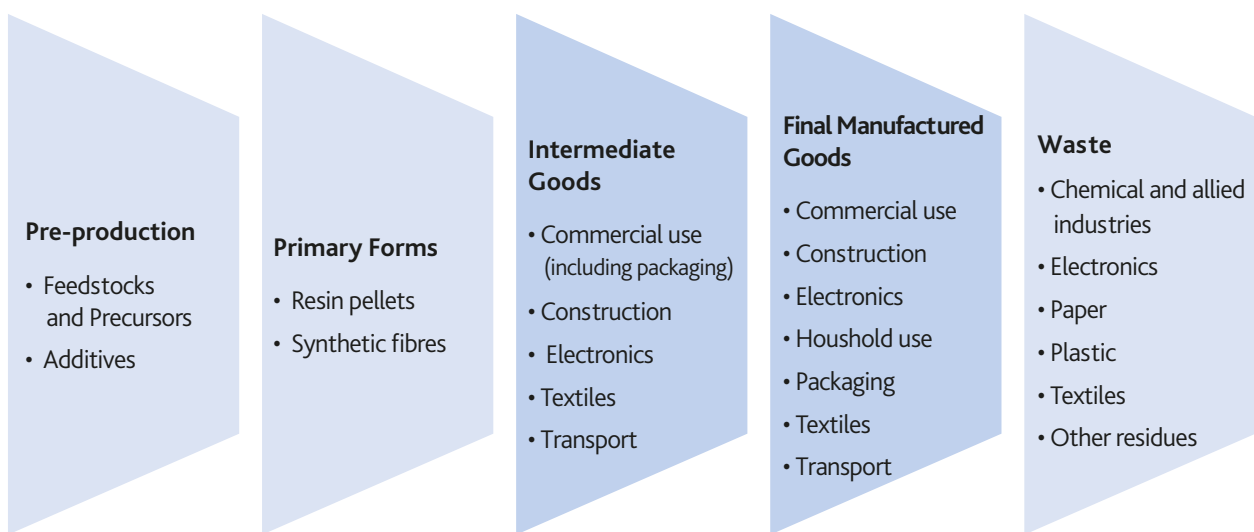 Pre-production
• Feedstocks
and Precursors
• Additives
Primary Forms
• Resin pellets
• Synthetic fibres
Intermediate
Goods
• Commercial use
(including packaging)
• Construction
• Electronics
• Textiles
• Transport
Final Manufactured
Goods
• Commercial use
• Construction
• Electronics
• Houshold use
• Packaging
• Textiles
• Transport
Waste
• Chemical and allied
industries
• Electronics
• Paper
• Plastic
• Textiles
• Other residues